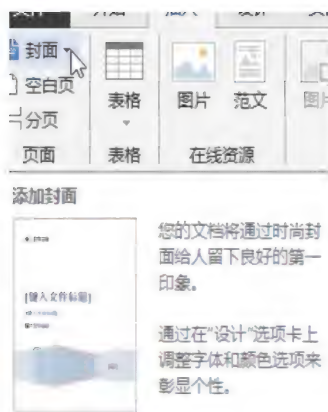 封面
空白页
分页
页面
表格
表格
图片
范文
在线资源
添加封面
[键入文件标题]
您的文档将通过时尚封
面给人留下良好的第一
印象。
通过在“设计”选项卡上
调整字体和颜色选项来
彰显个性。